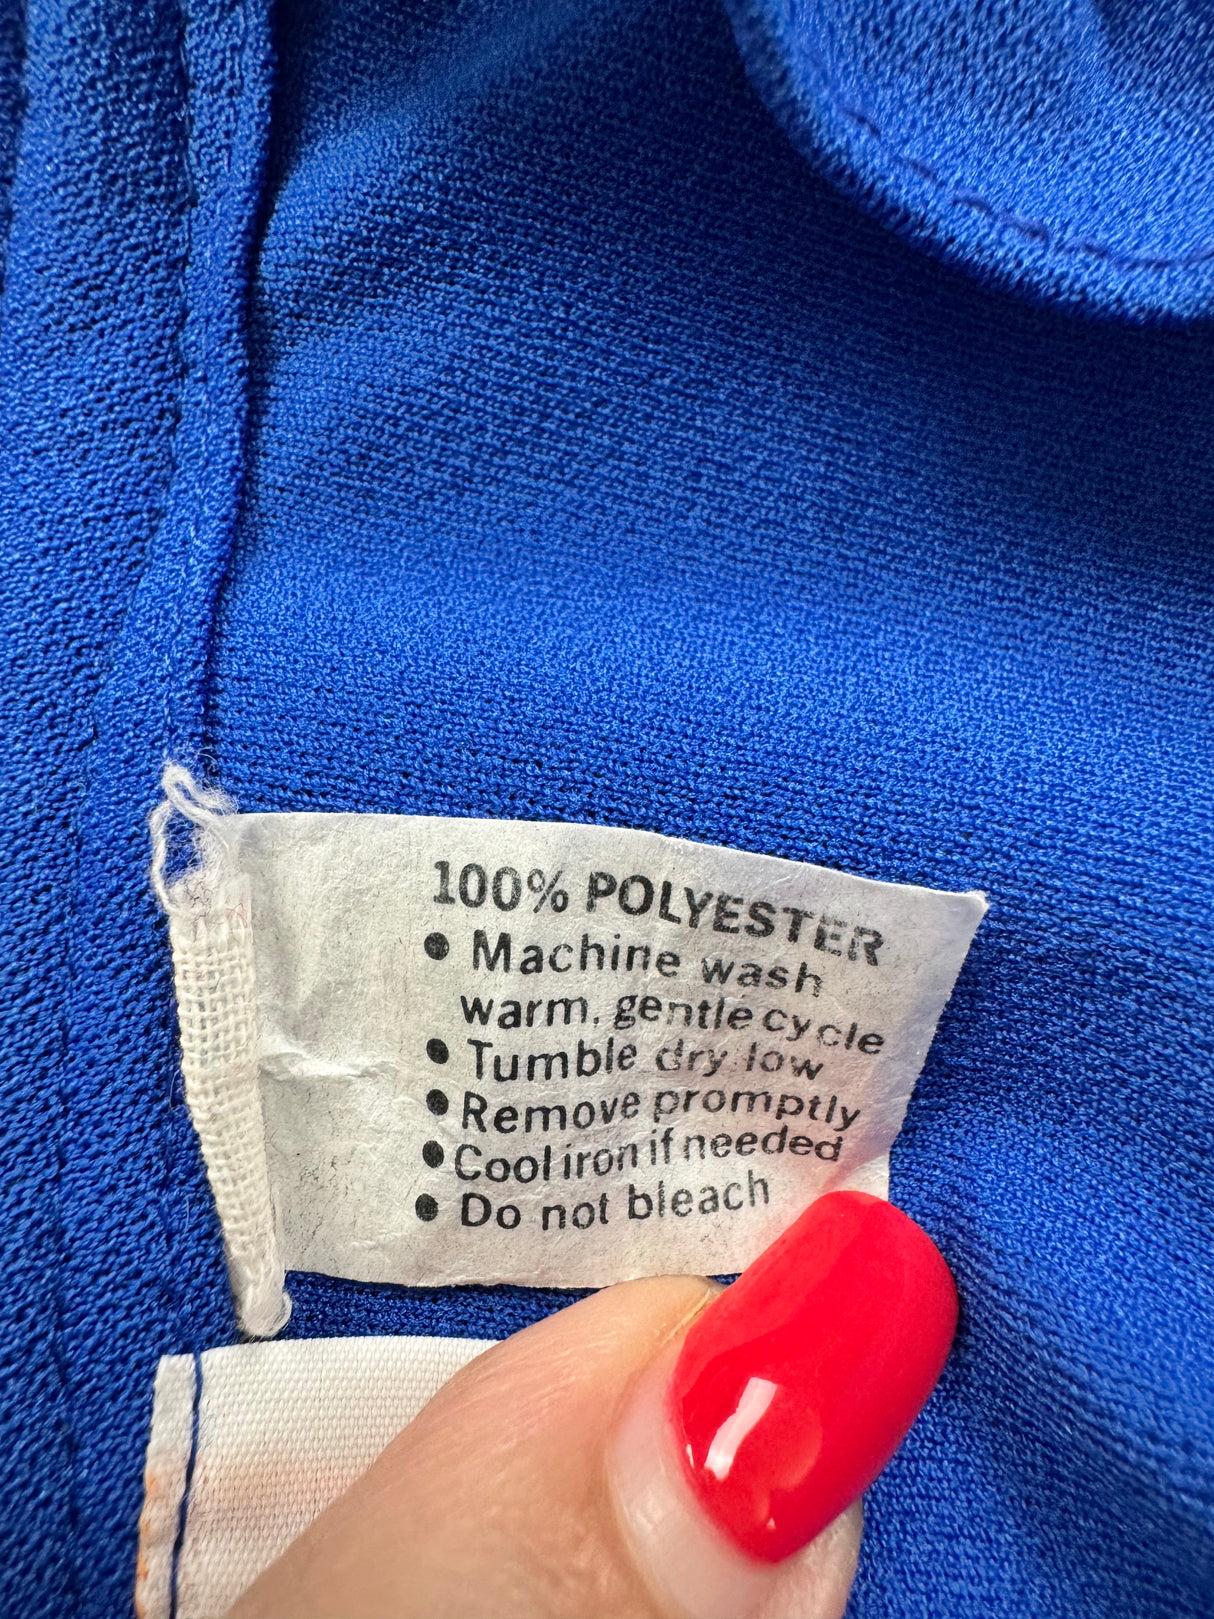 100% POLYESTER
• Machine wash
warm, gentle cycle
• Tumble dry low
• Remove promptly
• Cool iron if needed
• Do not bleach